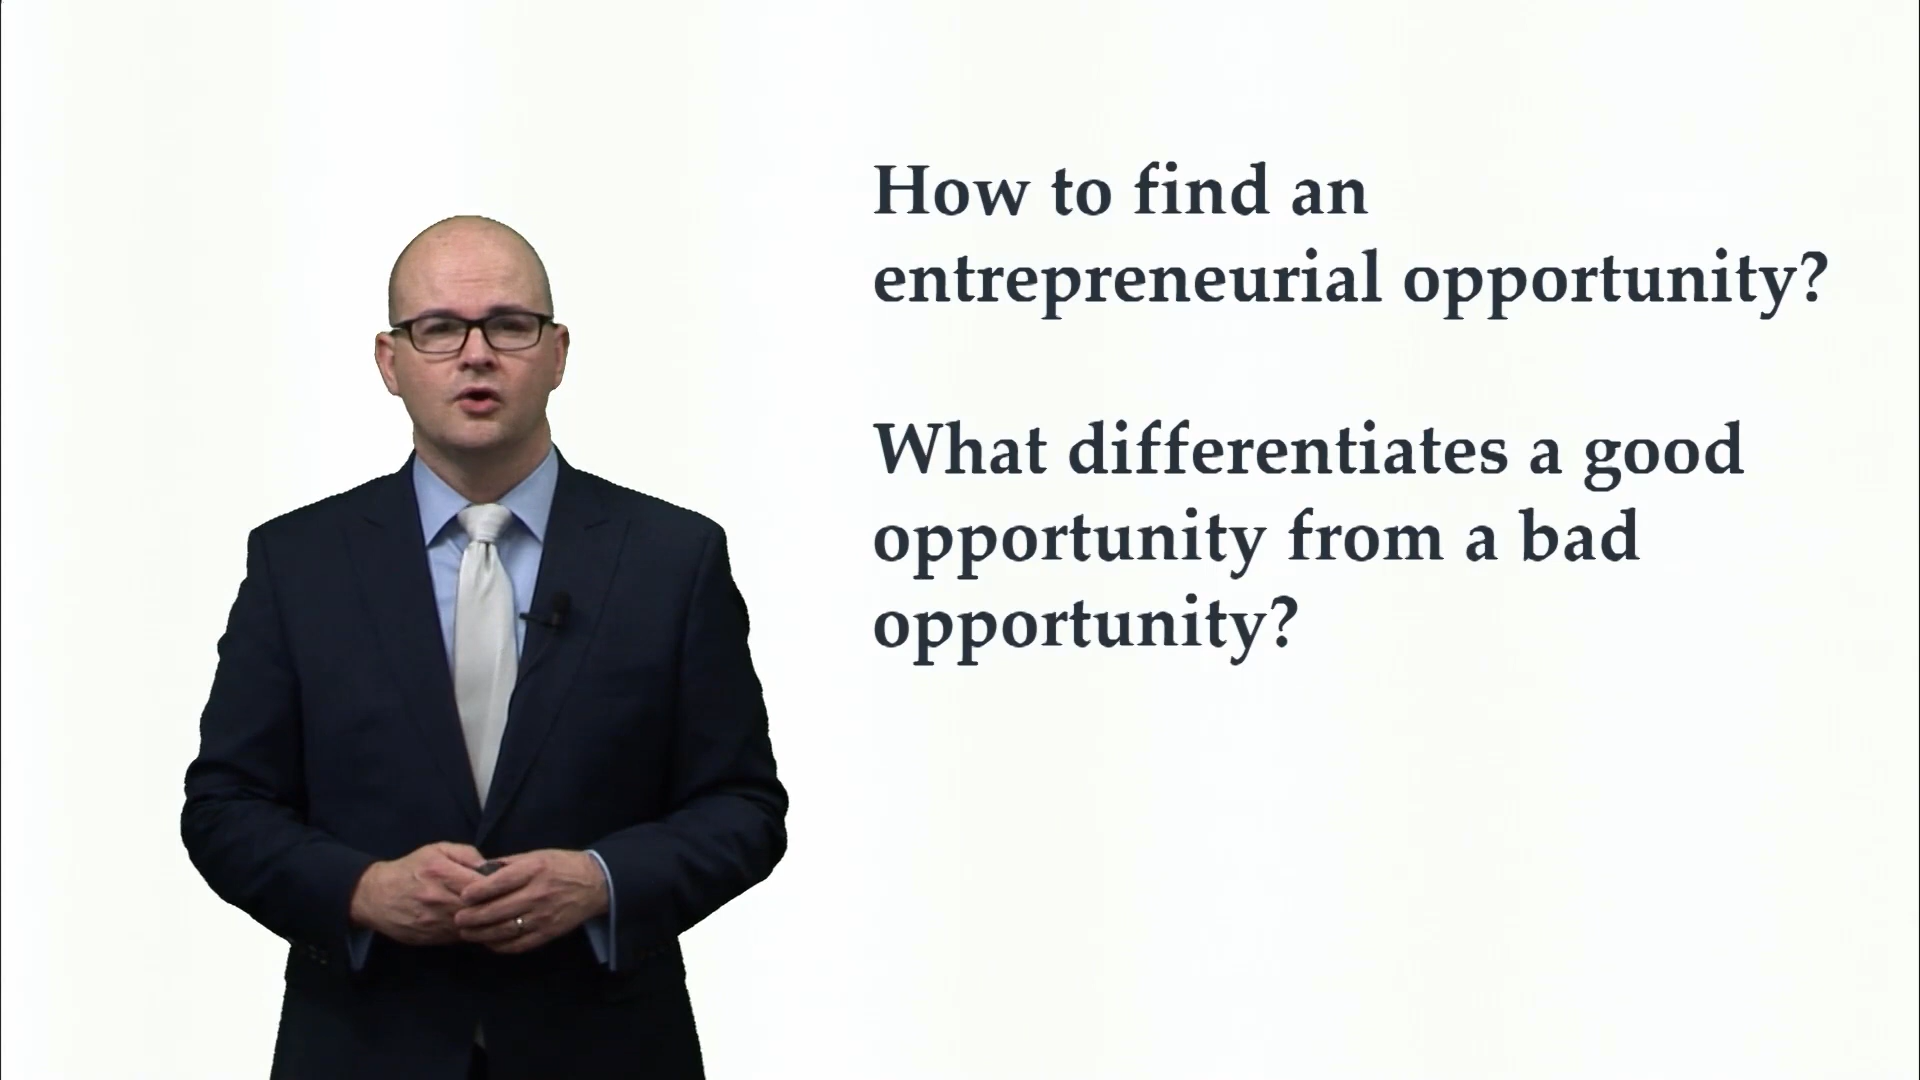 How to find an
entrepreneurial opportunity?
What differentiates a good
opportunity from a bad
opportunity?